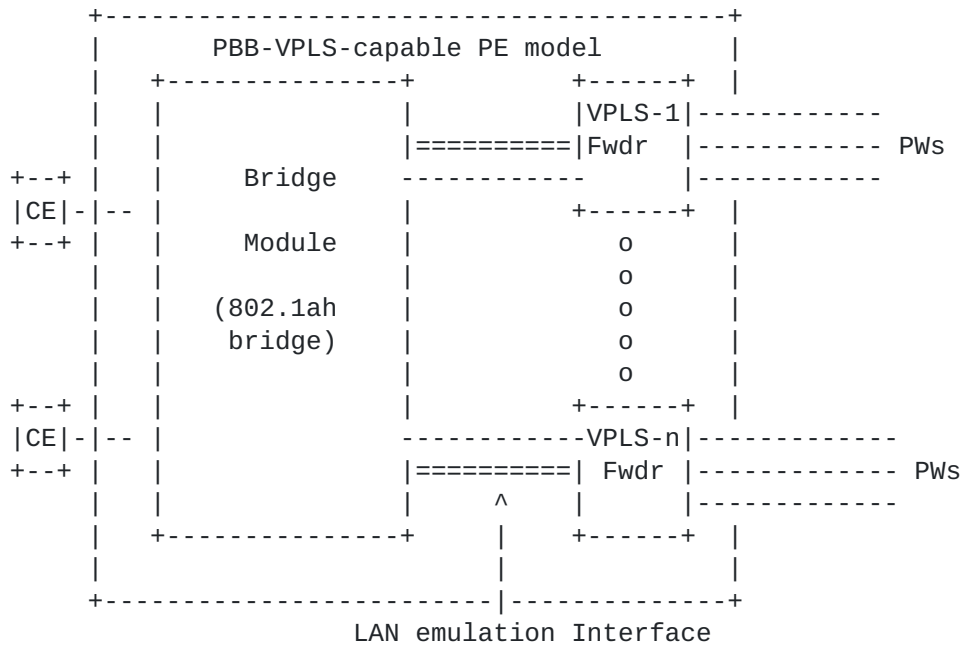 PBB-VPLS-capable PE model
VPLS-1
Fwdr PWs
Bridge
CE
Module
o
o
(802.1ah o
bridge) o
o
CE VPLS-n
Fwdr PWs
^
LAN emulation Interface